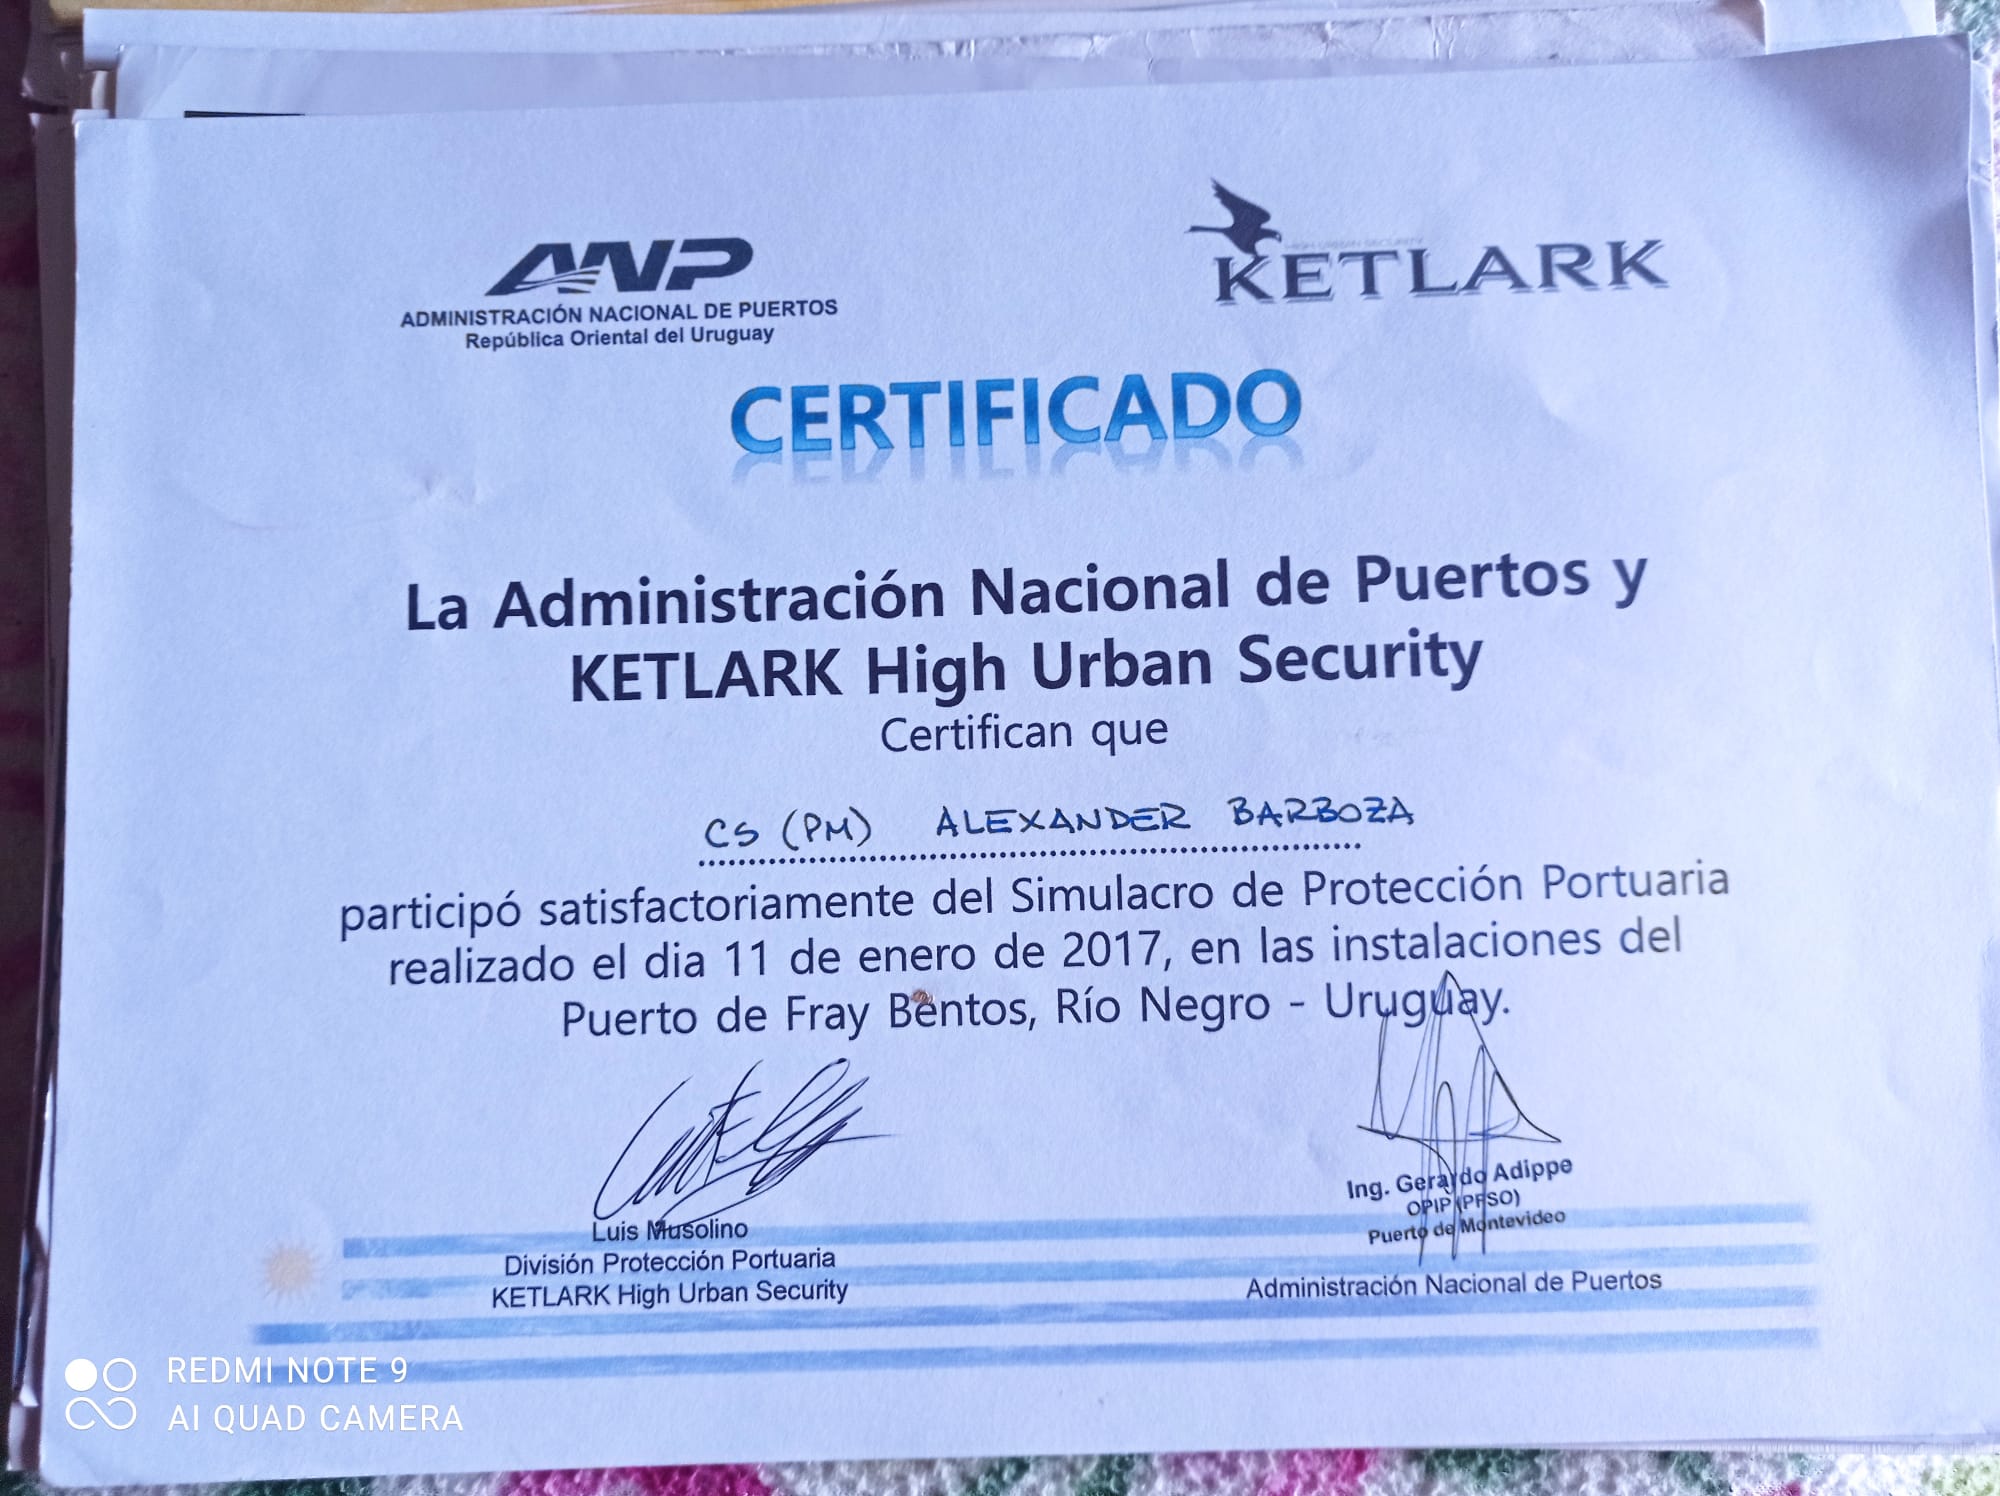 ANP
ADMINISTRACIÓN NACIONAL DE PUERTOS
República Oriental del Uruguay
HIGH URBAN SECURITY
KETLARK
CERTIFICADO
La Administración Nacional de Puertos y
KETLARK High Urban Security
Certifican que
CS (PM) ALEXANDER BARBOZA
participó satisfactoriamente del Simulacro de Protección Portuaria
realizado el dia 11 de enero de 2017, en las instalaciones del
Puerto de Fray Bentos, Río Negro - Uruguay.
Luis Musolino
División Protección Portuaria
KETLARK High Urban Security
Ing. Gerardo Adippe
OPIP (PFSO)
Puerto de Montevideo
Administración Nacional de Puertos
REDMI NOTE 9
AI QUAD CAMERA